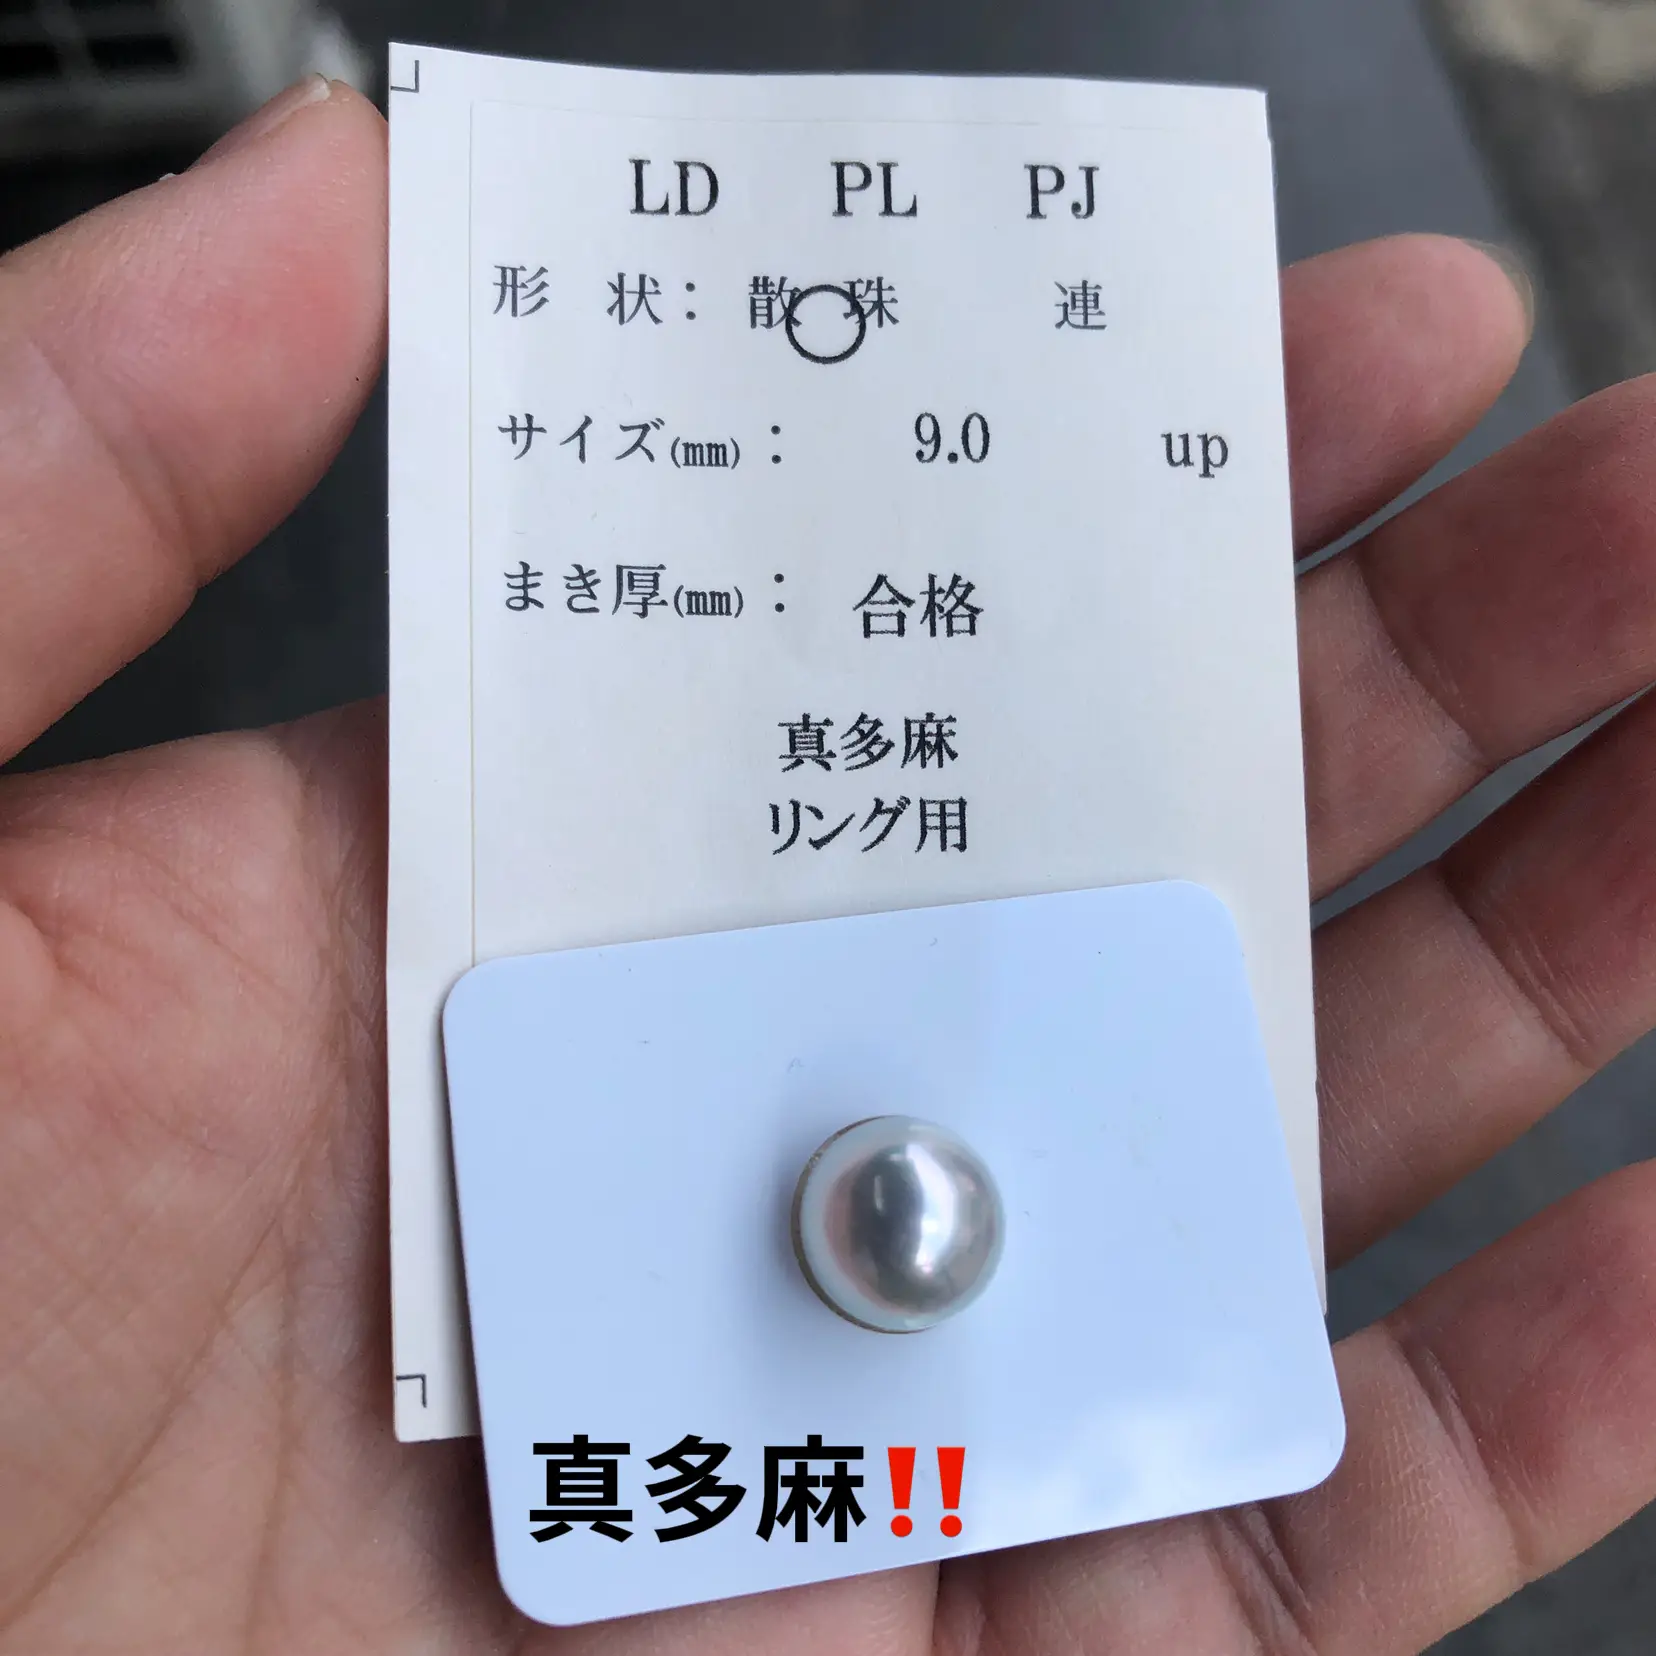 LD PL PJ
形 状: 散 珠 連
サイズ(mm): 9.0 up
まき厚(mm): 合格
真多麻
リング用
真多麻‼